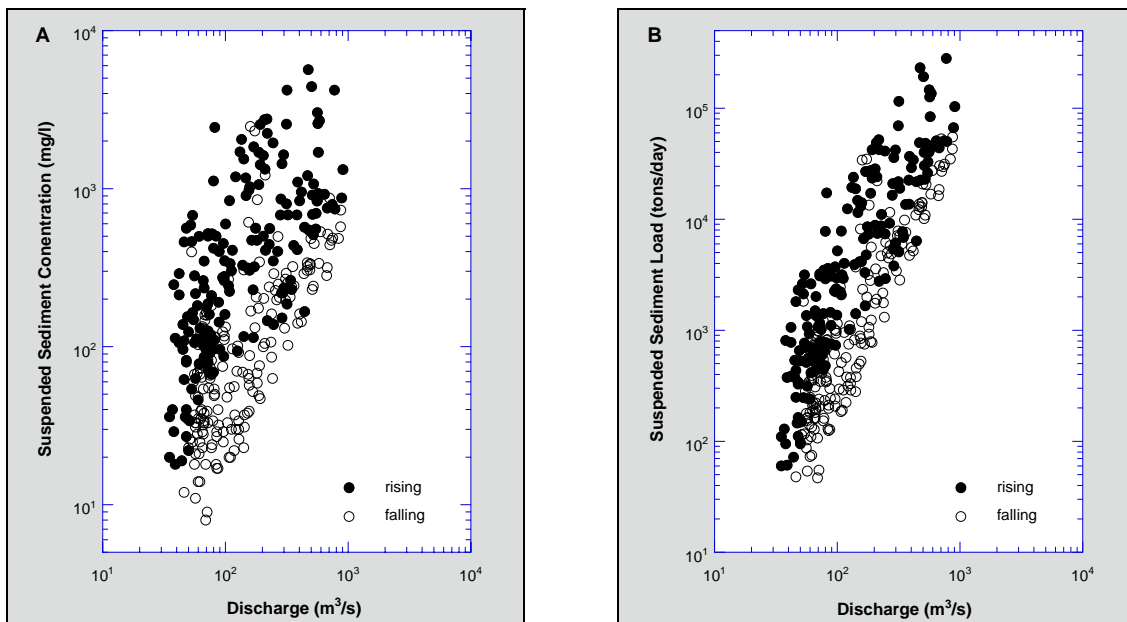 A
10⁴
10³
10²
10¹
Suspended Sediment Conentration (mg/l)
rising
falling
10¹ 10² 10³ 10⁴
Discharge (m³/s)
B
10⁵
10⁴
10³
10²
10¹
Suspended Sediment Load (tons/day)
rising
falling
10¹ 10² 10³ 10⁴
Discharge (m³/s)